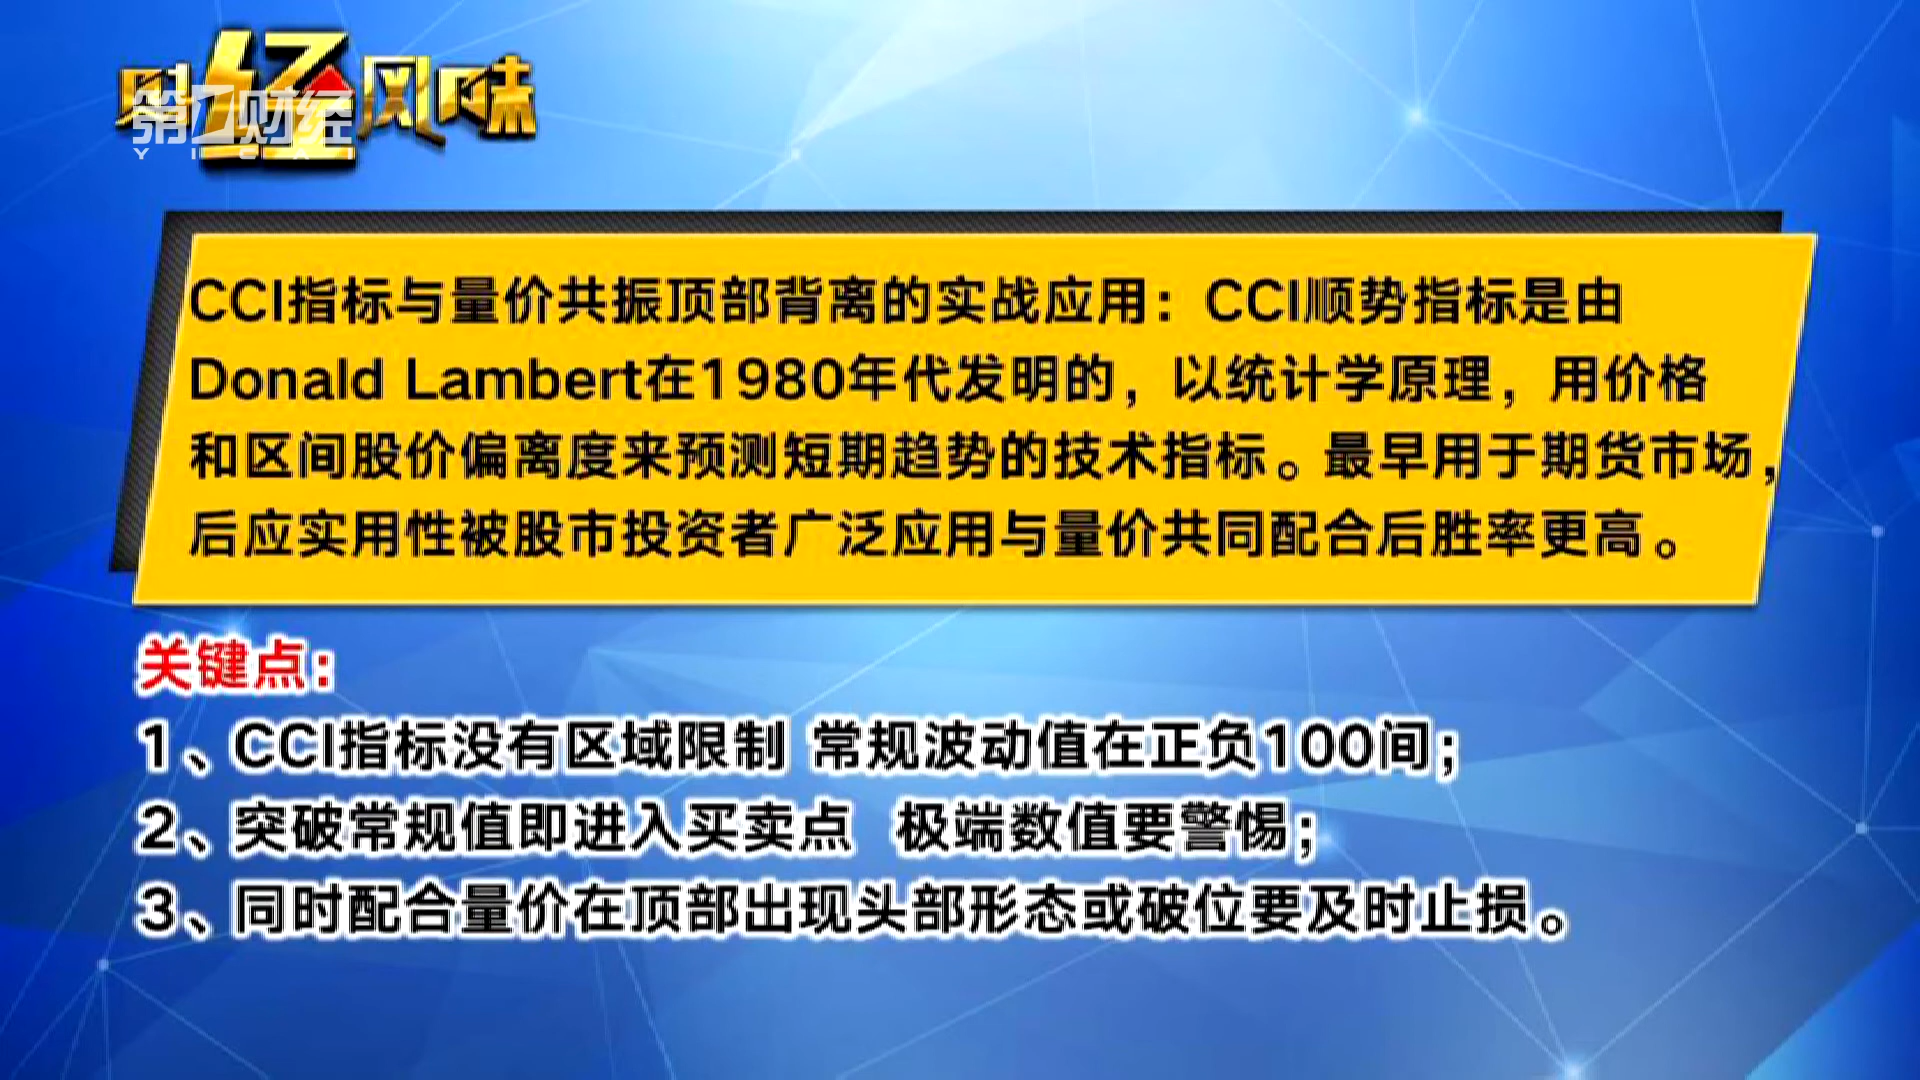 财经风味
第一财经
YICAI
CCI指标与量价共振顶部背离的实战应用：CCI顺势指标是由
Donald Lambert在1980年代发明的，以统计学原理，用价格
和区间股价偏离度来预测短期趋势的技术指标。最早用于期货市场，
后应实用性被股市投资者广泛应用与量价共同配合后胜率更高。
关键点：
1、CCI指标没有区域限制 常规波动值在正负100间；
2、突破常规值即进入买卖点 极端数值要警惕；
3、同时配合量价在顶部出现头部形态或破位要及时止损。